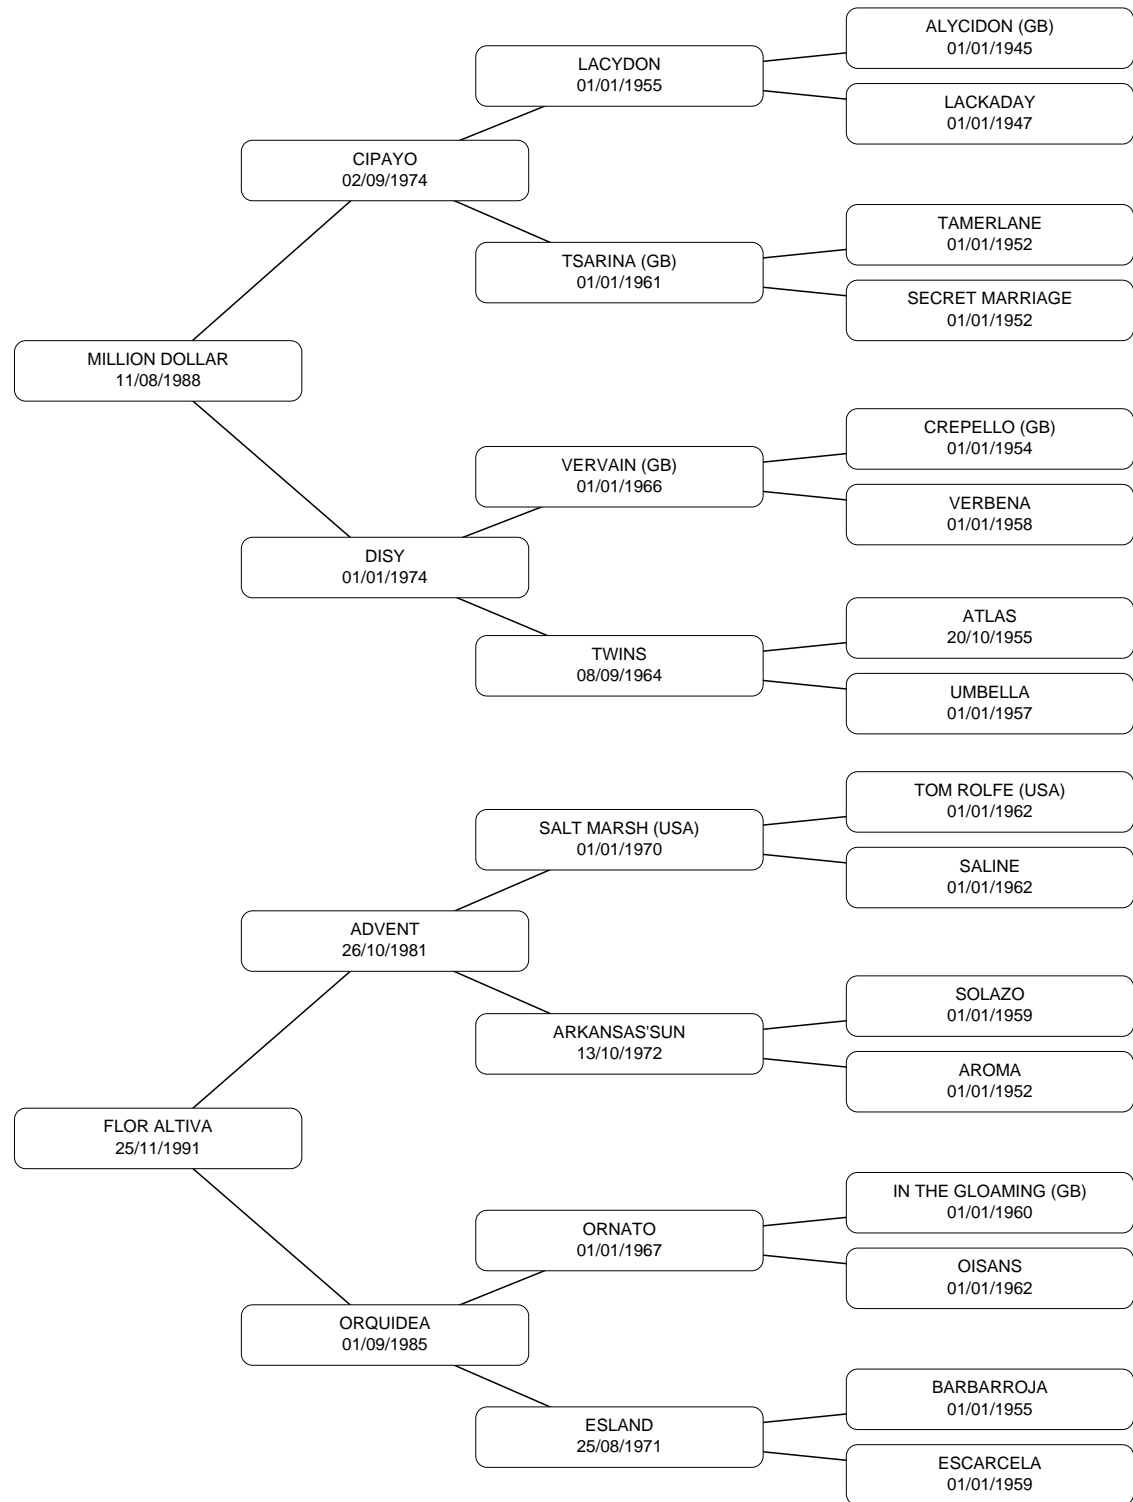 ALYCIDON (GB)
01/01/1945
LACYDON
01/01/1955
LACKADAY
01/01/1947
CIPAYO
02/09/1974
TAMERLANE
01/01/1952
TSARINA (GB)
01/01/1961
SECRET MARRIAGE
01/01/1952
MILLION DOLLAR
11/08/1988
CREPELLO (GB)
01/01/1954
VERVAIN (GB)
01/01/1966
VERBENA
01/01/1958
DISY
01/01/1974
ATLAS
20/10/1955
TWINS
08/09/1964
UMBELLA
01/01/1957
TOM ROLFE (USA)
01/01/1962
SALT MARSH (USA)
01/01/1970
SALINE
01/01/1962
ADVENT
26/10/1981
SOLAZO
01/01/1959
ARKANSAS'SUN
13/10/1972
AROMA
01/01/1952
FLOR ALTIVA
25/11/1991
IN THE GLOAMING (GB)
01/01/1960
ORNATO
01/01/1967
OISANS
01/01/1962
ORQUIDEA
01/09/1985
BARBARROJA
01/01/1955
ESLAND
25/08/1971
ESCARCELA
01/01/1959